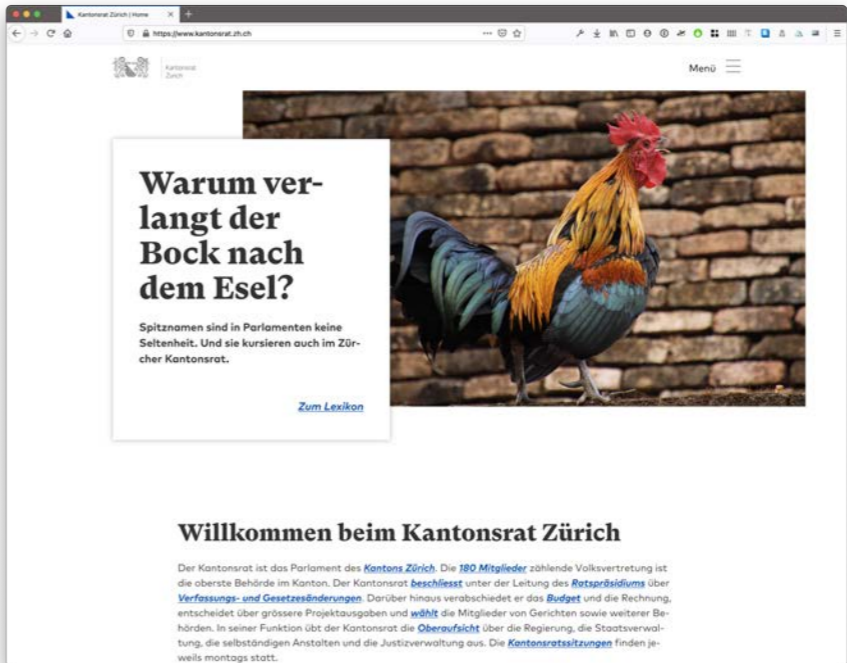 Kantonsrat Zürich | Home
https://www.kantonsrat.zh.ch
Kantonsrat
Zürich
Menü
Warum ver-
langt der
Bock nach
dem Esel?
Spitznamen sind in Parlamenten keine
Seltenheit. Und sie kursieren auch im Zür-
cher Kantonsrat.
Zum Lexikon
Willkommen beim Kantonsrat Zürich
Der Kantonsrat ist das Parlament des Kantons Zürich. Die 180 Mitglieder zählende Volksvertretung ist
die oberste Behörde im Kanton. Der Kantonsrat beschliesst unter der Leitung des Ratspräsidiums über
Verfassungs- und Gesetzesänderungen. Darüber hinaus verabschiedet er das Budget und die Rechnung,
entscheidet über grössere Projektausgaben und wählt die Mitglieder von Gerichten sowie weiterer Be-
hörden. In seiner Funktion übt der Kantonsrat die Oberaufsicht über die Regierung, die Staatsverwal-
tung, die selbständigen Anstalten und die Justizverwaltung aus. Die Kantonsratssitzungen finden je-
weils montags statt.